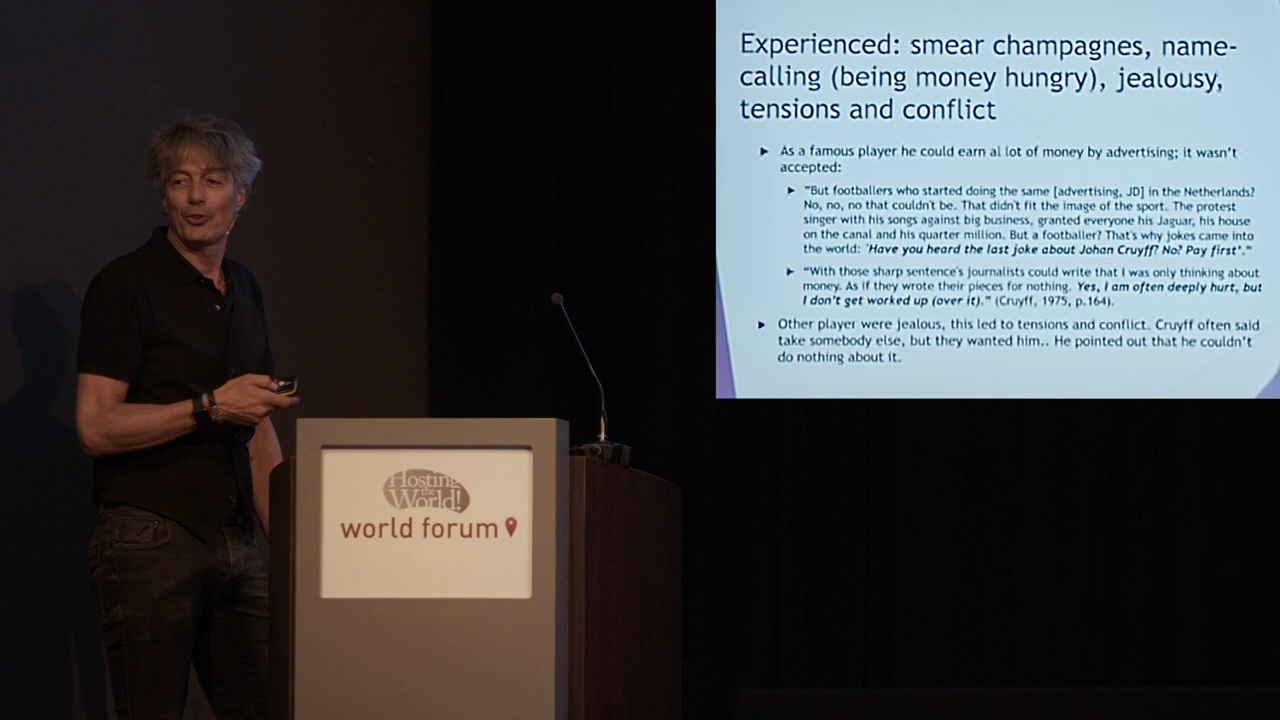 Experienced: smear champagnes, name-
calling (being money hungry), jealousy,
tensions and conflict
As a famous player he could earn al lot of money by advertising; it wasn't
accepted:
"But footballers who started doing the same [advertising, JD] in the Netherlands?
No, no, no that couldn't be. That didn't fit the image of the sport. The protest
singer with his songs against big business, granted everyone his Jaguar, his house
on the canal and his quarter million. But a footballer? That's why jokes came into
the world: 'Have you heard the last joke about Johan Cruyff? No? Pay first'."
"With those sharp sentence's journalists could write that I was only thinking about
money. As if they wrote their pieces for nothing. Yes, I am often deeply hurt, but
I don't get worked up (over it)." (Cruyff, 1975, p.164).
Other player were jealous, this led to tensions and conflict. Cruyff often said
take somebody else, but they wanted him.. He pointed out that he couldn't
do nothing about it.
Hosting
the
World!
world forum